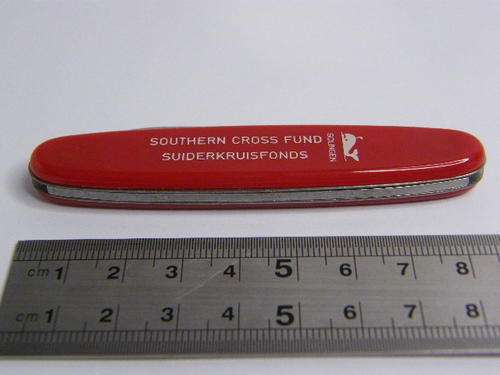 SOUTHERN CROSS FUND
SUIDERKRUISFONDS
SOLINGEN
cm 1 2 3 4 5 6 7 8
cm 1 2 3 4 5 6 7 8